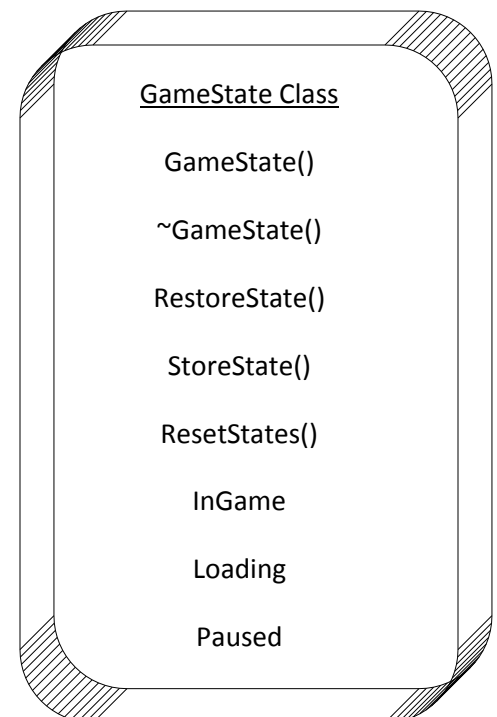 GameState Class
GameState()
~GameState()
RestoreState()
StoreState()
ResetStates()
InGame
Loading
Paused